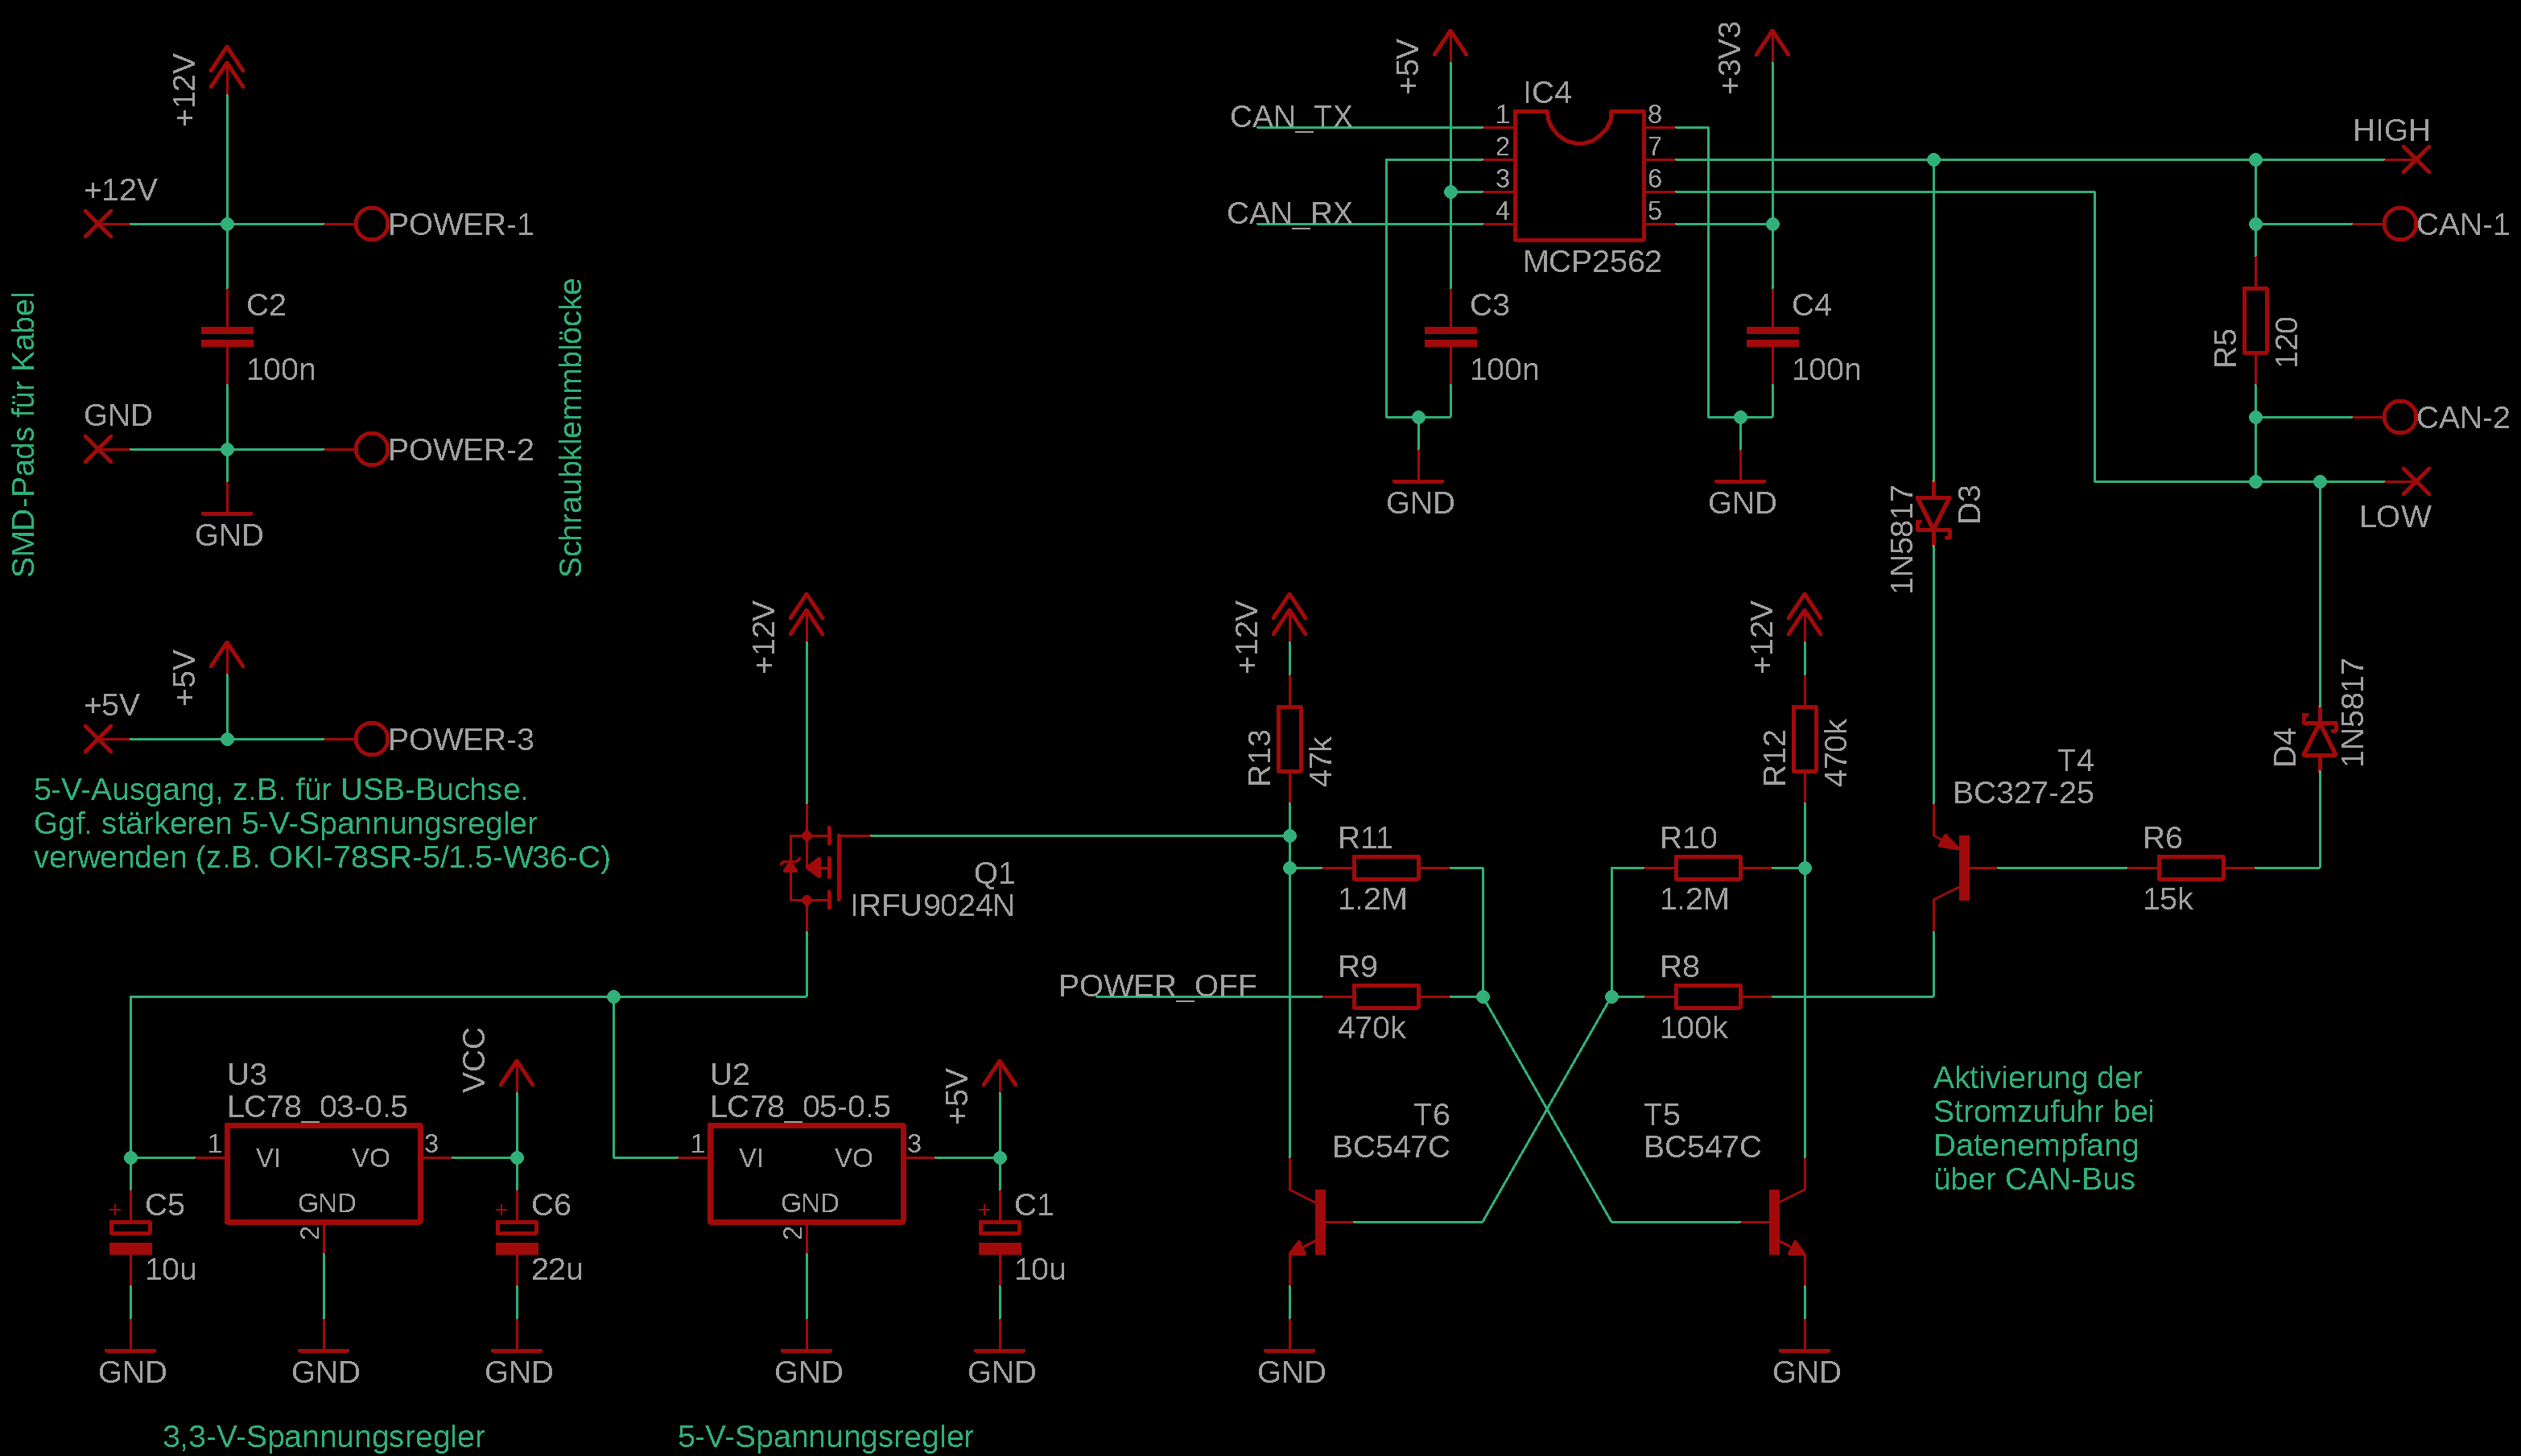 +12V
+12V
POWER-1
C2
100n
GND
POWER-2
GND
SMD-Pads für Kabel
Schraubklemmblöcke
+5V
+5V
POWER-3
5-V-Ausgang, z.B. für USB-Buchse.
Ggf. stärkeren 5-V-Spannungsregler
verwenden (z.B. OKI-78SR-5/1.5-W36-C)
+5V
+3V3
IC4
CAN_TX
1
2
3
4
8
7
6
5
CAN_RX
MCP2562
C3
100n
C4
100n
GND
GND
HIGH
CAN-1
R5
120
CAN-2
LOW
1N5817
D3
D4
1N5817
T4
BC327-25
R6
15k
+12V
Q1
IRFU9024N
+12V
R13
47k
+12V
R12
470k
R11
1.2M
R10
1.2M
POWER_OFF
R9
470k
R8
100k
T6
BC547C
T5
BC547C
GND
GND
Aktivierung der
Stromzufuhr bei
Datenempfang
über CAN-Bus
U3
LC78_03-0.5
1
VI
VO
3
GND
2
VCC
+
C5
10u
+
C6
22u
GND
GND
GND
U2
LC78_05-0.5
1
VI
VO
3
GND
2
+5V
+
C1
10u
GND
GND
3,3-V-Spannungsregler
5-V-Spannungsregler